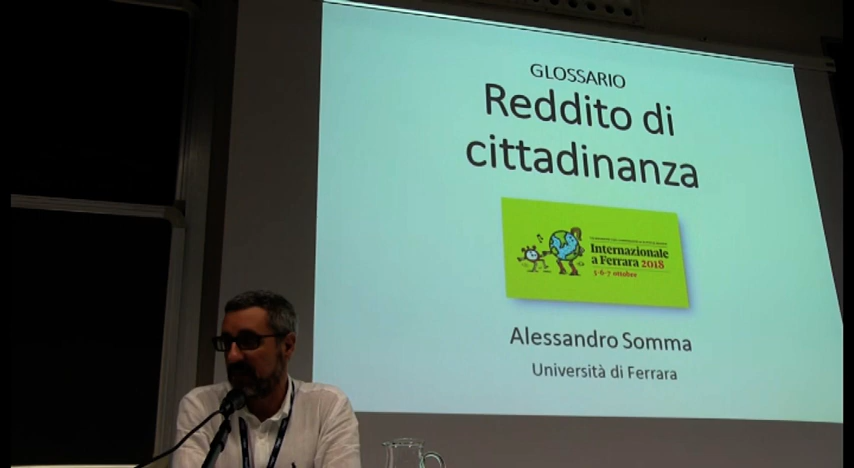 GLOSSARIO
Reddito di
cittadinanza
Internazionale
a Ferrara 2018
5-6-7 ottobre
Alessandro Somma
Università di Ferrara